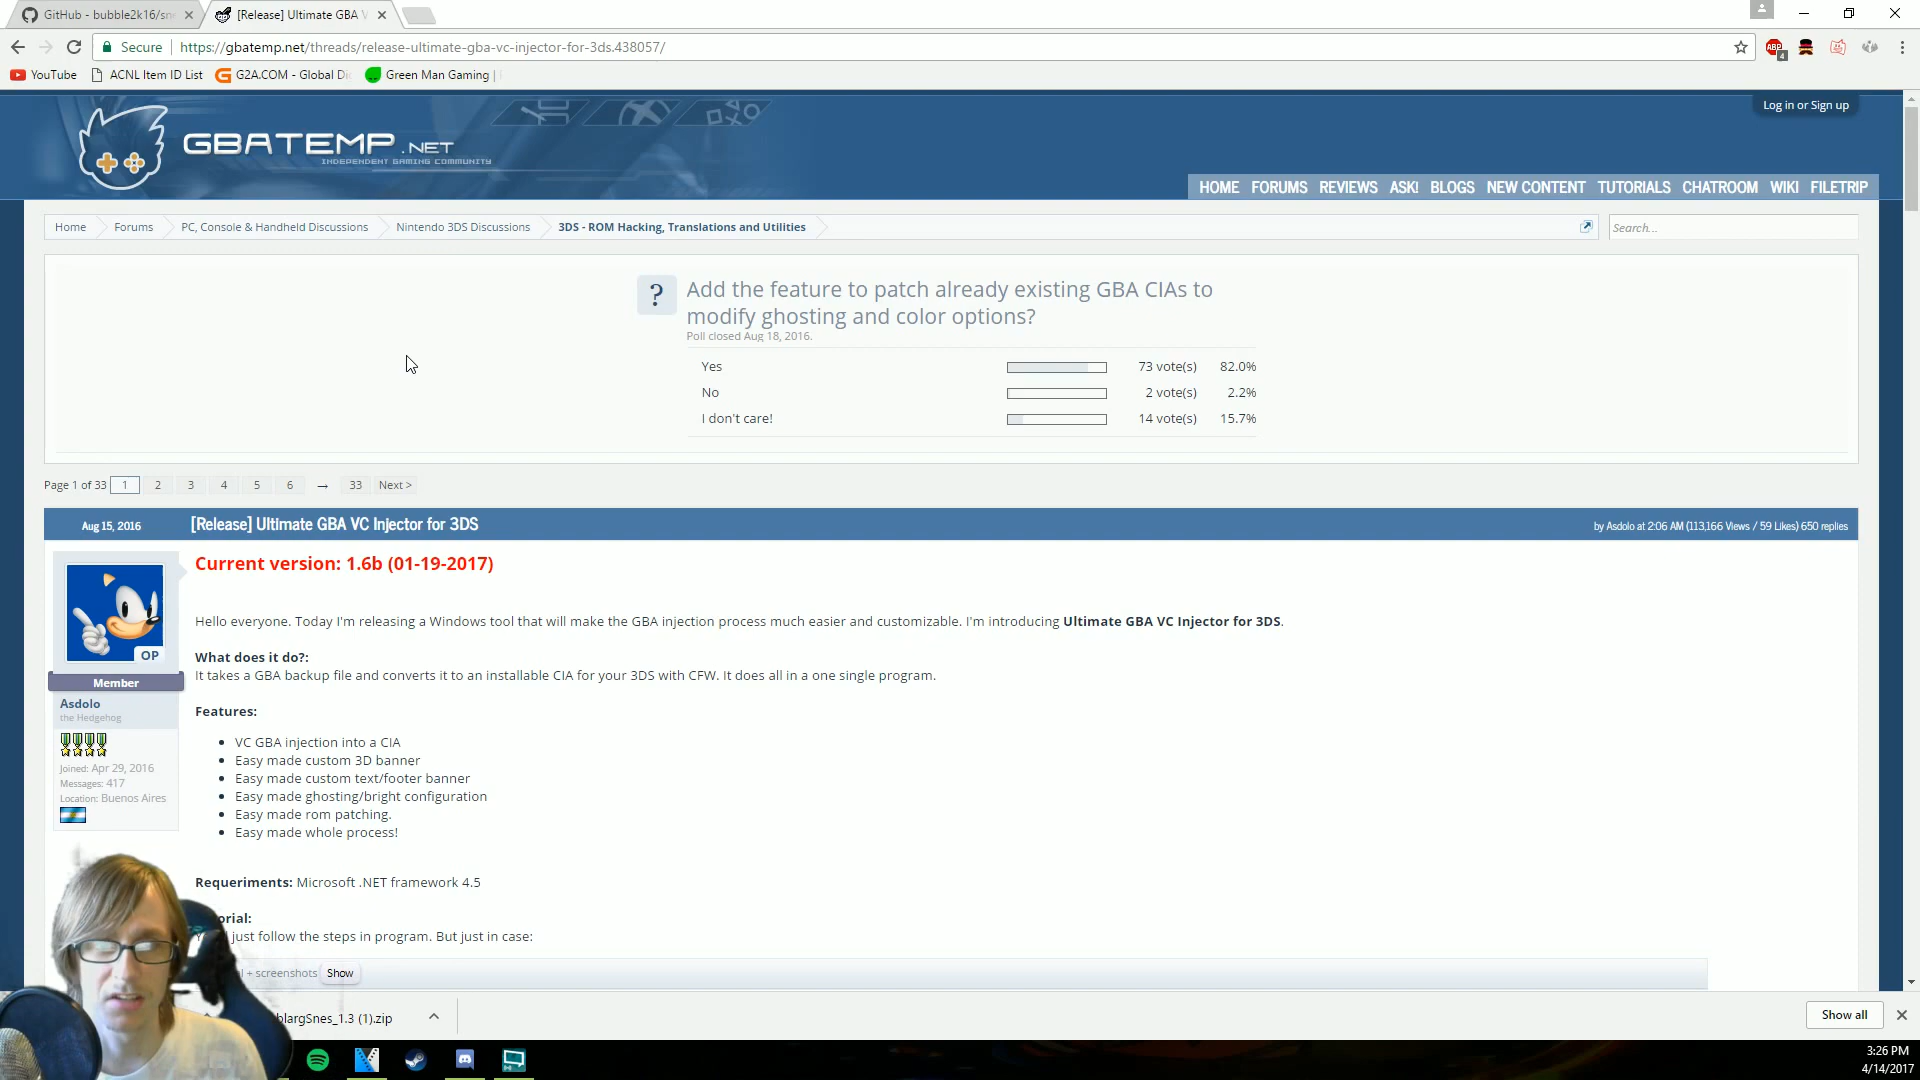 GitHub - bubble2k16/sne
[Release] Ultimate GBA V
Secure
https://gbatemp.net/threads/release-ultimate-gba-vc-injector-for-3ds.438057/
ABP
4
YouTube
ACNL Item ID List
G2A.COM - Global Di
Green Man Gaming |
Log in or Sign up
GBATEMP.NET
INDEPENDENT GAMING COMMUNITY
HOME FORUMS REVIEWS ASK! BLOGS NEW CONTENT TUTORIALS CHATROOM WIKI FILETRIP
Home Forums PC, Console & Handheld Discussions Nintendo 3DS Discussions 3DS - ROM Hacking, Translations and Utilities
Search...
?
Add the feature to patch already existing GBA CIAs to
modify ghosting and color options?
Poll closed Aug 18, 2016.
Yes 73 vote(s) 82.0%
No 2 vote(s) 2.2%
I don't care! 14 vote(s) 15.7%
Page 1 of 33 1 2 3 4 5 6 → 33 Next >
Aug 15, 2016 [Release] Ultimate GBA VC Injector for 3DS by Asdolo at 2:06 AM (113,166 Views / 59 Likes) 650 replies
OP
Member
Asdolo
the Hedgehog
Joined: Apr 29, 2016
Messages: 417
Location: Buenos Aires
Current version: 1.6b (01-19-2017)
Hello everyone. Today I'm releasing a Windows tool that will make the GBA injection process much easier and customizable. I'm introducing Ultimate GBA VC Injector for 3DS.
What does it do?:
It takes a GBA backup file and converts it to an installable CIA for your 3DS with CFW. It does all in a one single program.
Features:
• VC GBA injection into a CIA
• Easy made custom 3D banner
• Easy made custom text/footer banner
• Easy made ghosting/bright configuration
• Easy made rom patching.
• Easy made whole process!
Requeriments: Microsoft .NET framework 4.5
orial:
just follow the steps in program. But just in case:
l + screenshots Show
blargSnes_1.3 (1).zip
Show all
3:26 PM
4/14/2017